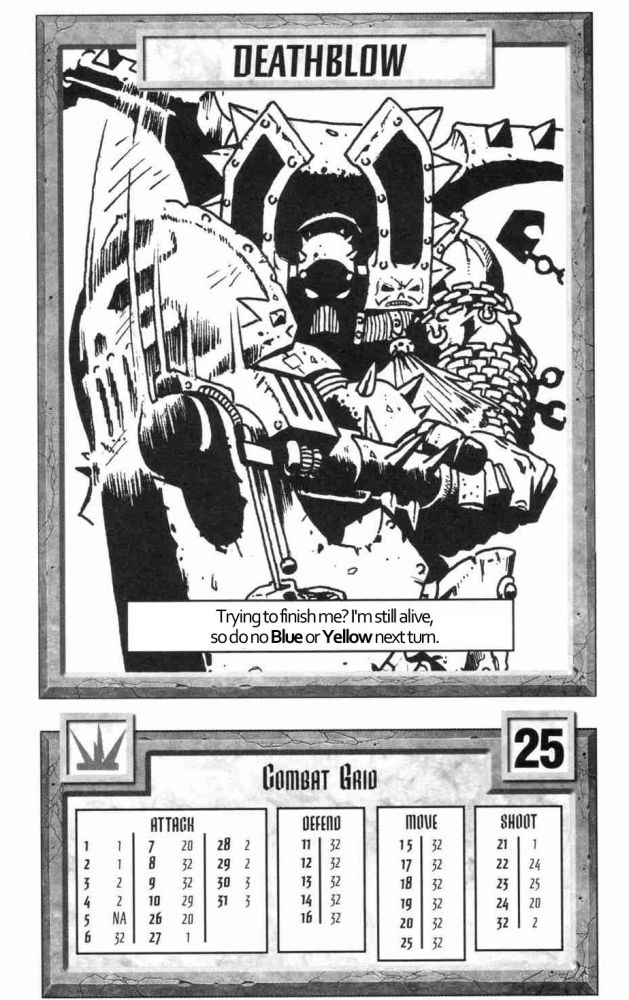 DEATHBLOW
Trying to finish me? I'm still alive,
so do no Blue or Yellow next turn.
25
COMBAT GRID
ATTACK DEFEND MOVE SHOOT
1 1 7 20 28 2 11 32 15 32 21 1
2 1 8 32 29 2 12 32 17 32 22 24
3 2 9 32 30 3 13 32 18 32 23 25
4 2 10 29 31 3 14 32 19 32 24 20
5 NA 26 20 16 32 20 32 32 2
6 32 27 1 25 32